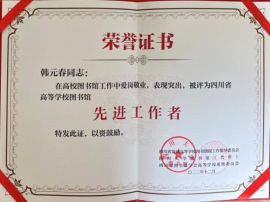 荣誉证书
韩元春同志：
在高校图书馆工作中爱岗敬业，表现突出，被评为四川省
高等学校图书馆
先进工作者
特发此证，以资鼓励。